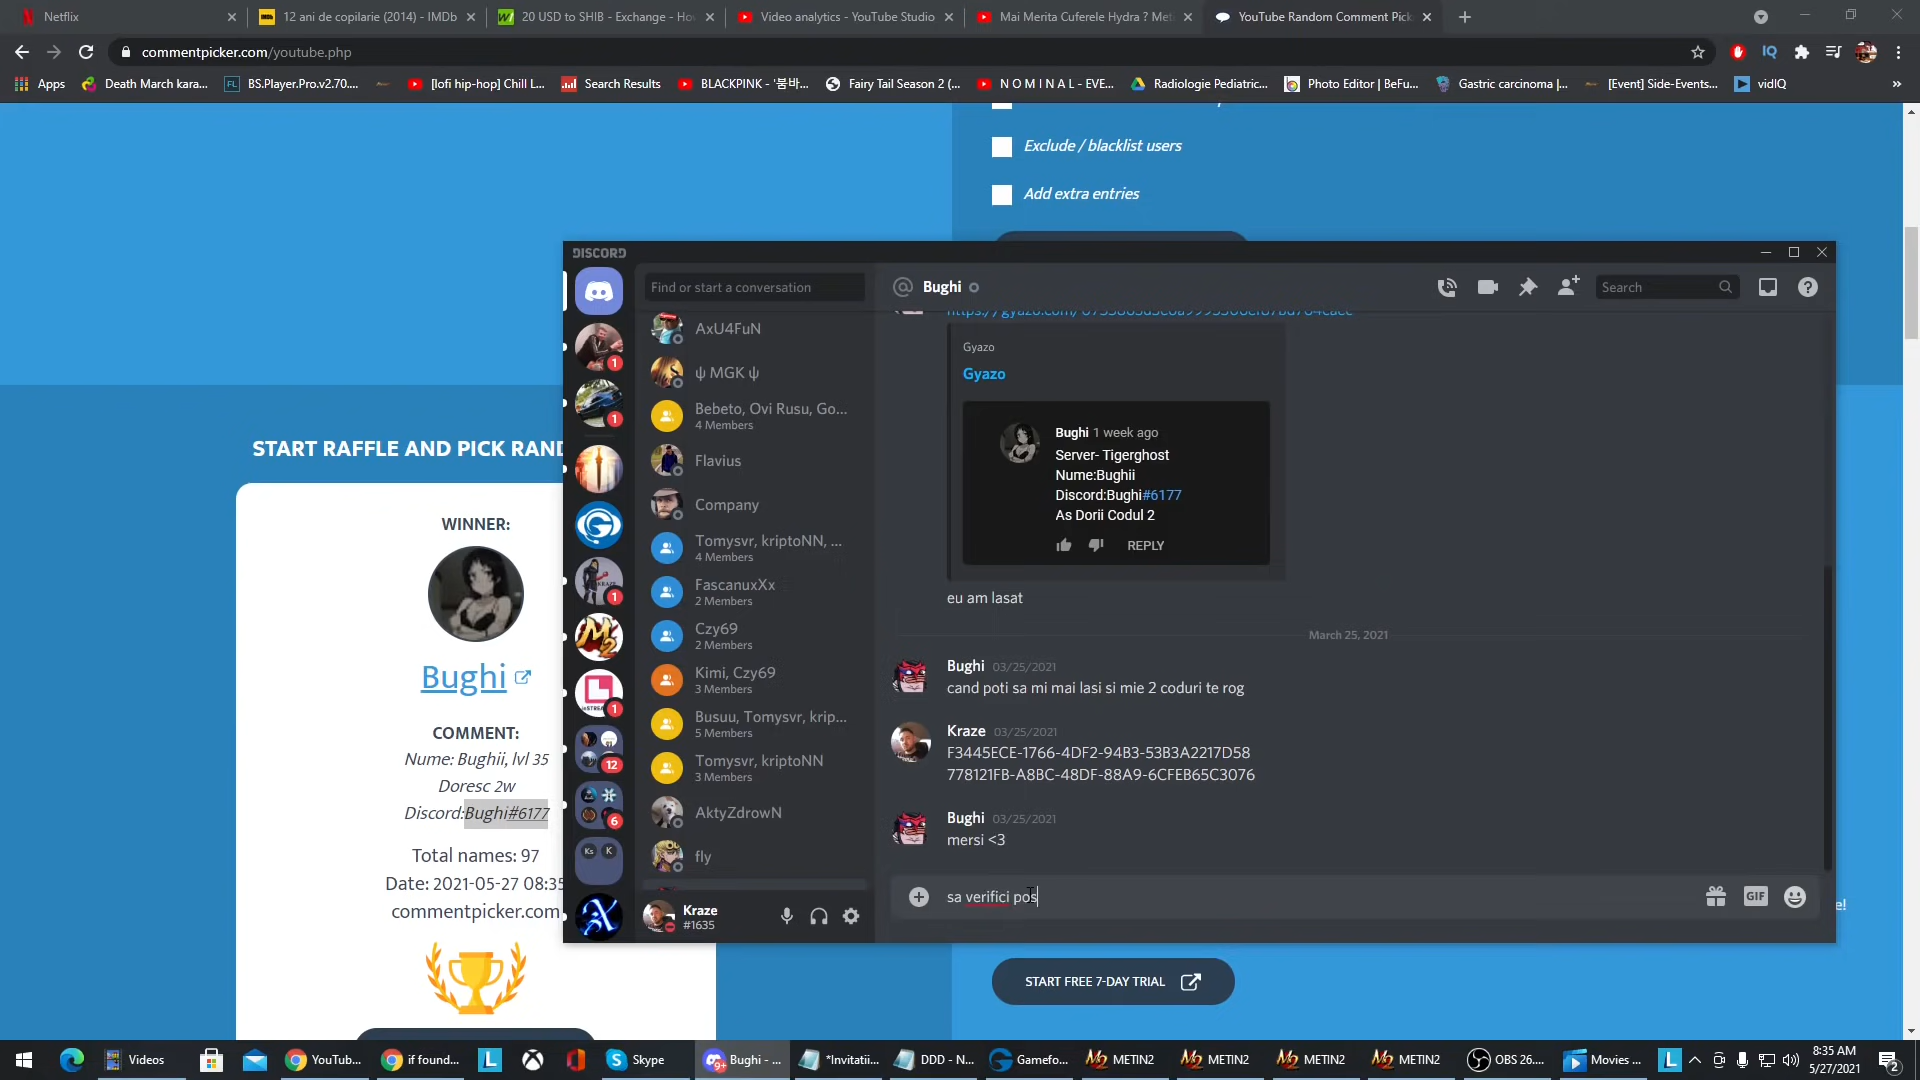 Netflix
12 ani de copilarie (2014) - IMDb
20 USD to SHIB - Exchange - Ho
Video analytics - YouTube Studio
Mai Merita Cuferele Hydra ? Met
YouTube Random Comment Pick
commentpicker.com/youtube.php
Apps
Death March kara...
BS.Player.Pro.v2.70....
[lofi hip-hop] Chill L...
Search Results
BLACKPINK - '붐바...
Fairy Tail Season 2 (...
N O M I N A L - EVE...
Radiologie Pediatric...
Photo Editor | BeFu...
Gastric carcinoma |...
[Event] Side-Events...
vidIQ
Exclude / blacklist users
Add extra entries
START RAFFLE AND PICK RAND
WINNER:
Bughi
COMMENT:
Nume: Bughii, lvl 35
Doresc 2w
Discord:Bughi#6177
Total names: 97
Date: 2021-05-27 08:35
commentpicker.com
DISCORD
Find or start a conversation
AxU4FuN
ψ MGK ψ
Bebeto, Ovi Rusu, Go...
4 Members
Flavius
Company
Tomysvr, kriptoNN, ...
4 Members
FascanuxXx
2 Members
Czy69
2 Members
Kimi, Czy69
3 Members
Busuu, Tomysvr, krip...
5 Members
Tomysvr, kriptoNN
3 Members
AktyZdrowN
fly
Kraze
#1635
Bughi
Search
Gyazo
Gyazo
Bughi 1 week ago
Server- Tigerghost
Nume:Bughii
Discord:Bughi#6177
As Dorii Codul 2
REPLY
eu am lasat
March 25, 2021
Bughi 03/25/2021
cand poti sa mi mai lasi si mie 2 coduri te rog
Kraze 03/25/2021
F3445ECE-1766-4DF2-94B3-53B3A2217D58
778121FB-A8BC-48DF-88A9-6CFEB65C3076
Bughi 03/25/2021
mersi <3
sa verifici pos
GIF
START FREE 7-DAY TRIAL
Videos
YouTub...
if found...
Skype
Bughi - ...
*Invitatii...
DDD - N...
Gamefo...
METIN2
METIN2
METIN2
METIN2
OBS 26....
Movies ...
8:35 AM
5/27/2021